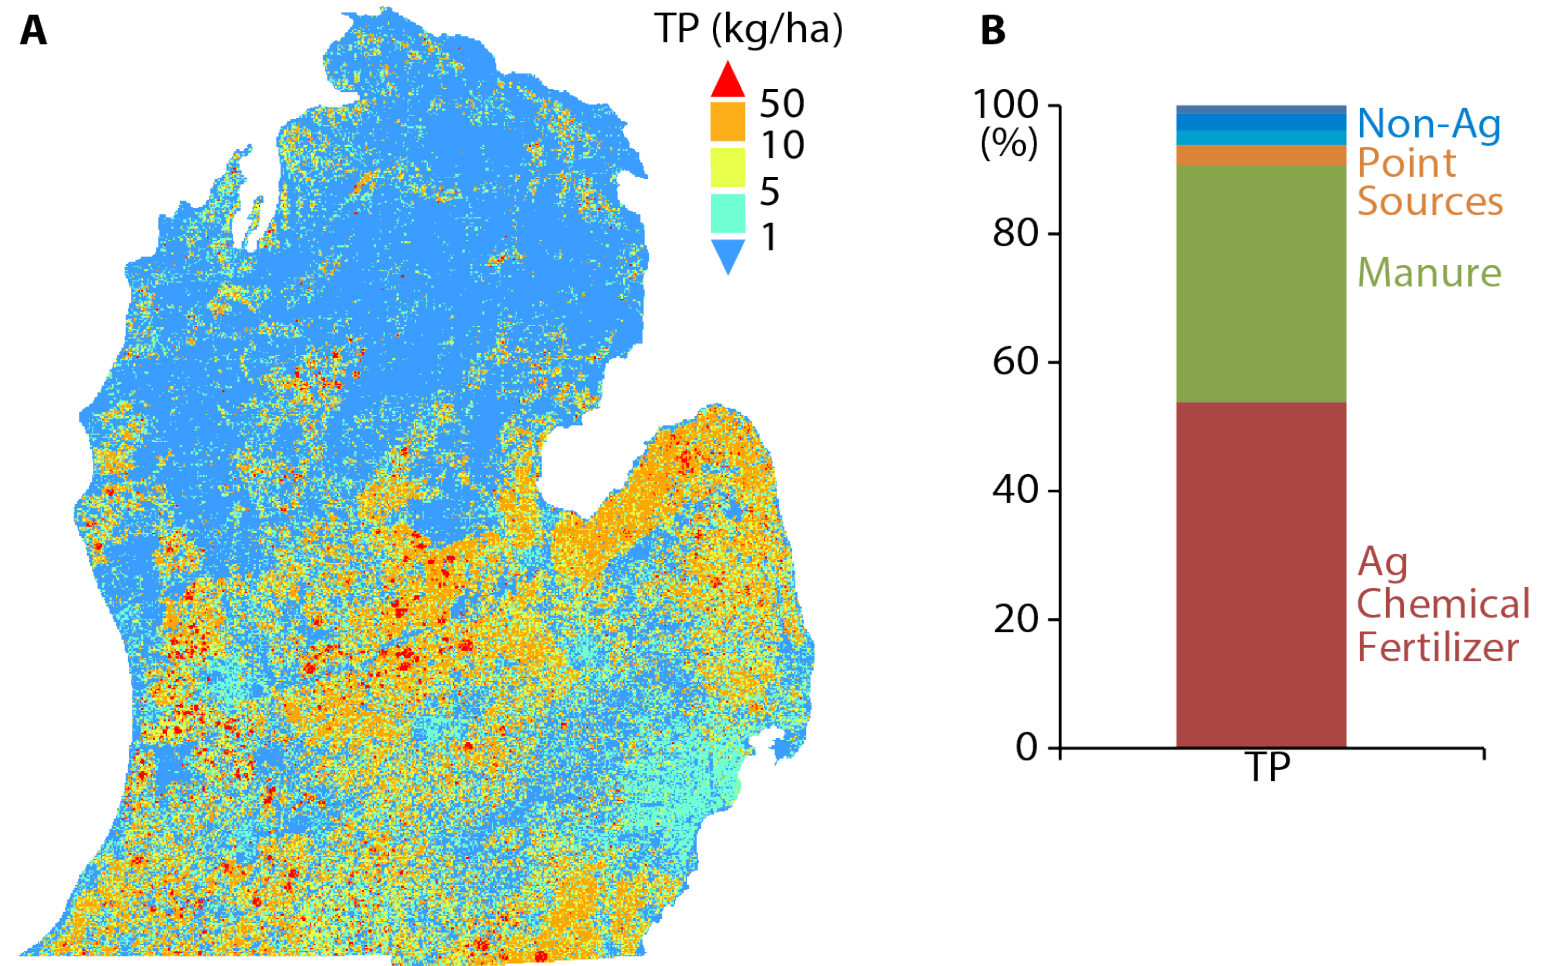 A
TP (kg/ha)
50
10
5
1
B
100
(%)
80
60
40
20
0
TP
Non-Ag
Point
Sources
Manure
Ag
Chemical
Fertilizer